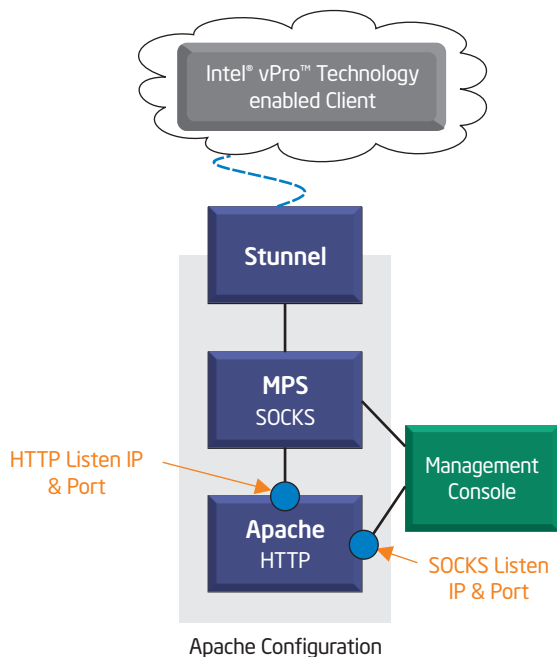 Intel® vPro™ Technology
enabled Client
Stunnel
MPS
SOCKS
HTTP Listen IP
& Port
Management
Console
Apache
HTTP
SOCKS Listen
IP & Port
Apache Configuration